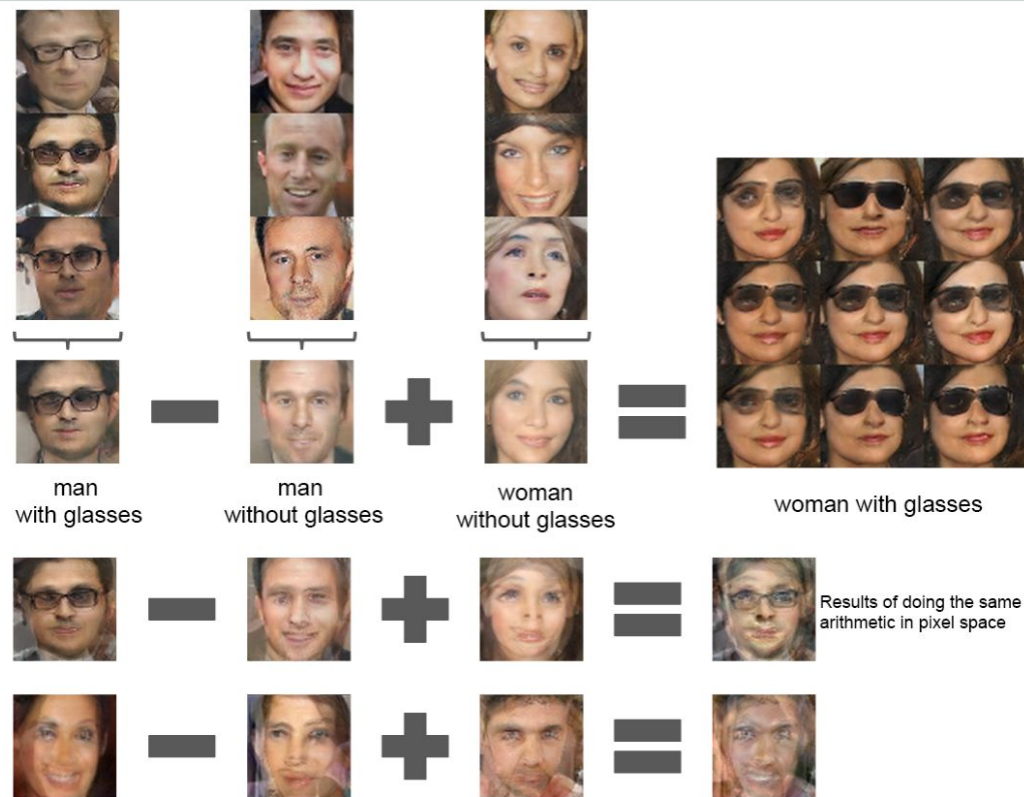 man
with glasses
man
without glasses
woman
without glasses
woman with glasses
Results of doing the same
arithmetic in pixel space